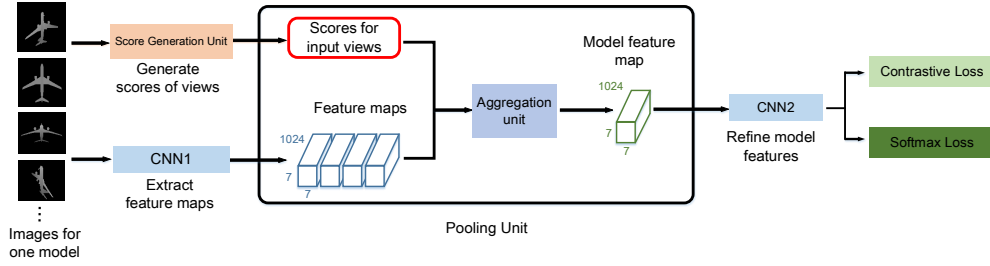 Score Generation Unit
Generate
scores of views
Scores for
input views
Model feature
map
1024
7
7
Feature maps
1024
7
7
Aggregation
unit
CNN1
Extract
feature maps
CNN2
Refine model
features
Contrastive Loss
Softmax Loss
Pooling Unit
⋮
Images for
one model